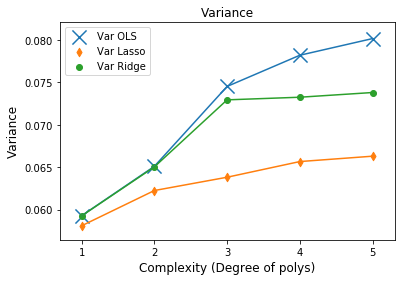 Variance
Var OLS
Var Lasso
Var Ridge
0.080
0.075
0.070
0.065
0.060
Variance
1 2 3 4 5
Complexity (Degree of polys)